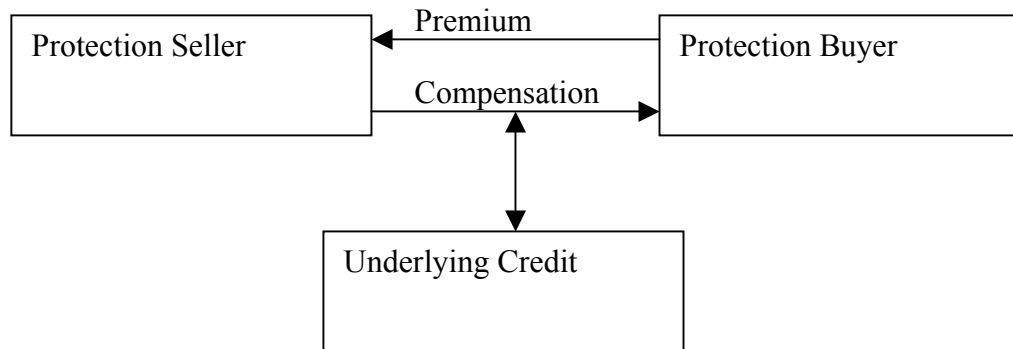 Premium
Protection Seller
Protection Buyer
Compensation
Underlying Credit